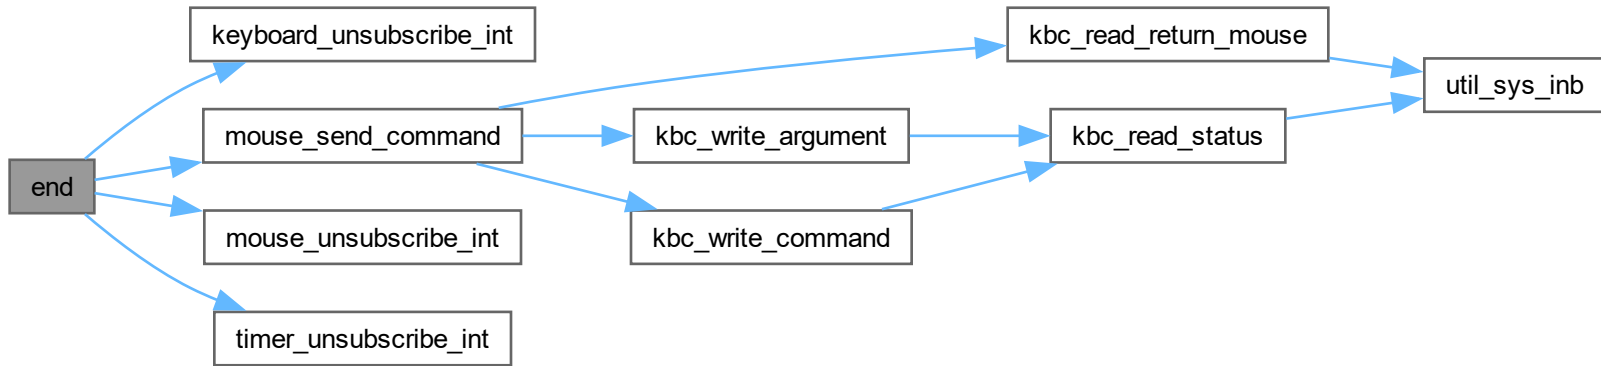 end
keyboard_unsubscribe_int
mouse_send_command
mouse_unsubscribe_int
timer_unsubscribe_int
kbc_read_return_mouse
kbc_write_argument
kbc_write_command
kbc_read_status
util_sys_inb